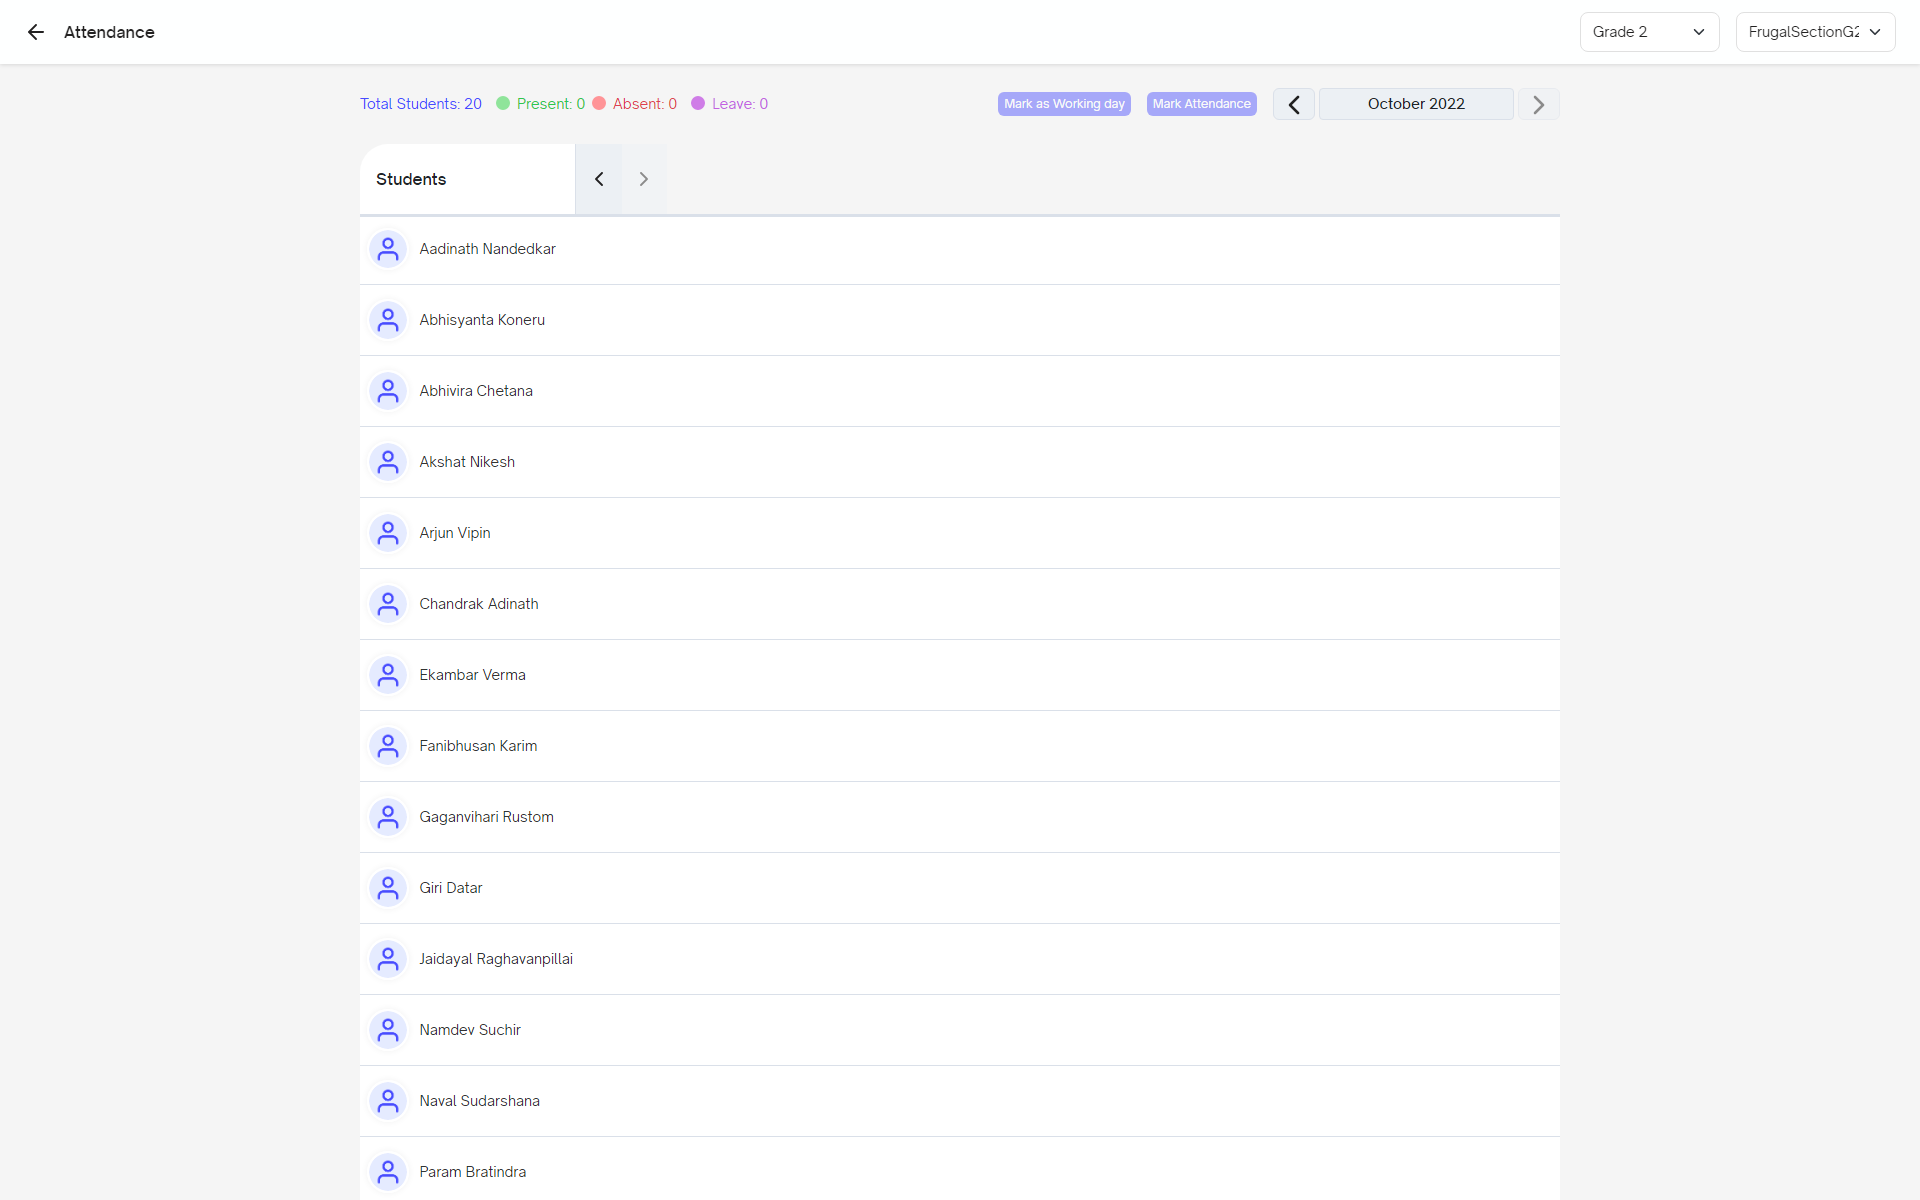 Attendance
Grade 2
FrugalSectionG2
Total Students: 20
Present: 0
Absent: 0
Leave: 0
Mark as Working day
Mark Attendance
October 2022
Students
Aadinath Nandedkar
Abhisyanta Koneru
Abhivira Chetana
Akshat Nikesh
Arjun Vipin
Chandrak Adinath
Ekambar Verma
Fanibhusan Karim
Gaganvihari Rustom
Giri Datar
Jaidayal Raghavanpillai
Namdev Suchir
Naval Sudarshana
Param Bratindra